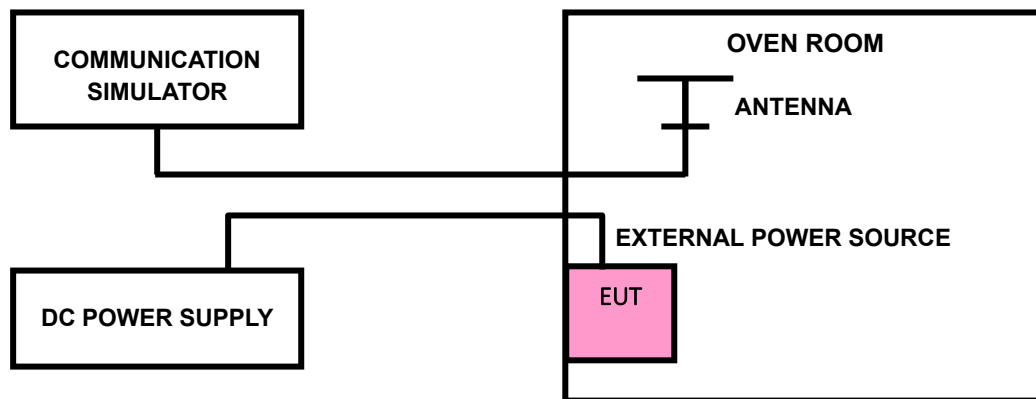 COMMUNICATION
SIMULATOR
OVEN ROOM
ANTENNA
EXTERNAL POWER SOURCE
DC POWER SUPPLY
EUT